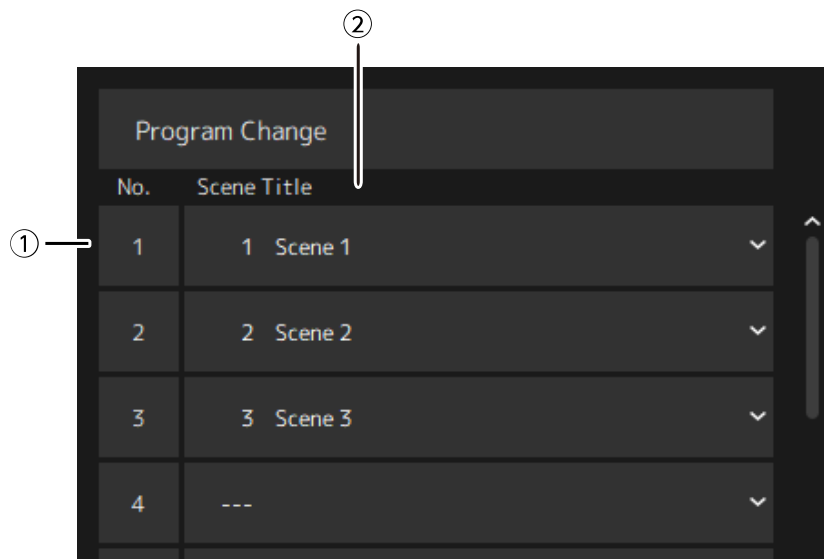 ②
Program Change
No. Scene Title
① 1 1 Scene 1
2 2 Scene 2
3 3 Scene 3
4 ---